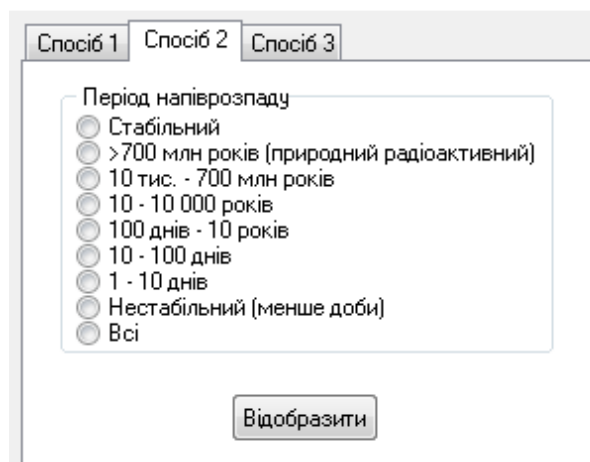 Спосіб 1 Спосіб 2 Спосіб 3
Період напіврозпаду
Стабільний
>700 млн років (природний радіоактивний)
10 тис. - 700 млн років
10 - 10 000 років
100 днів - 10 років
10 - 100 днів
1 - 10 днів
Нестабільний (менше доби)
Всі
Відобразити